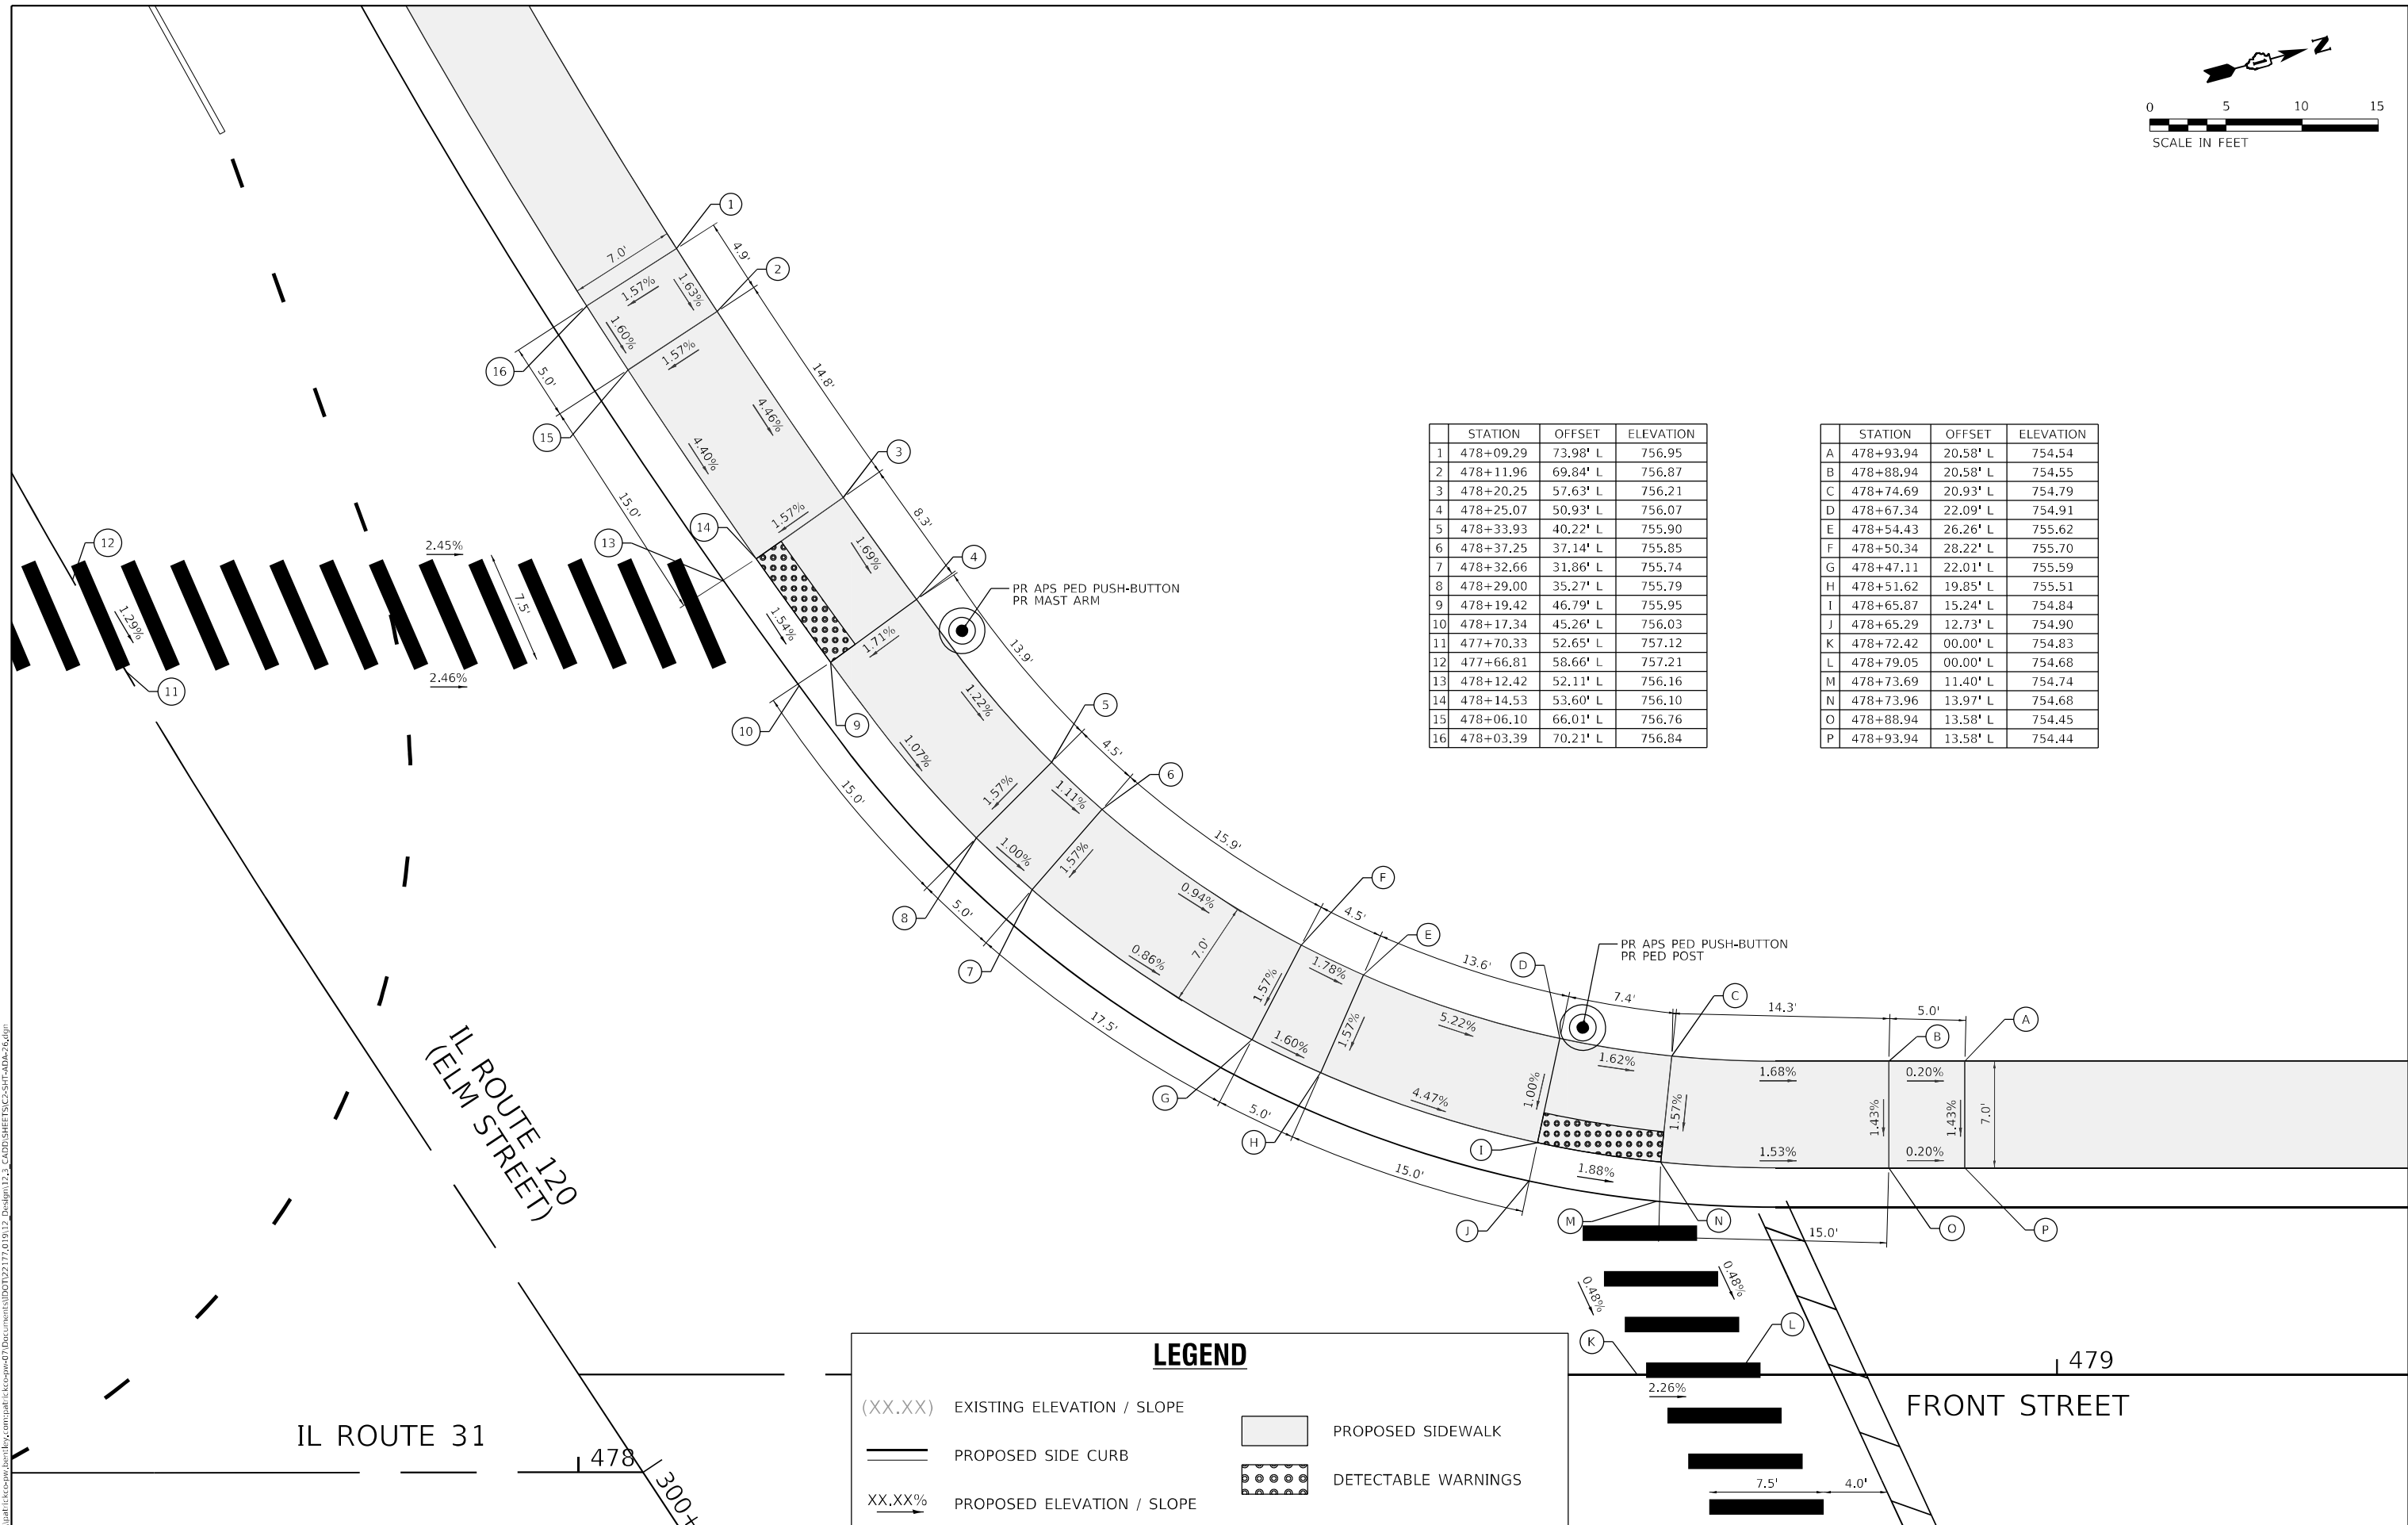 N
0 5 10 15
SCALE IN FEET
1
2
7.0'
4.9'
1.57%
1.63%
1.60%
1.57%
16
5.0'
14.8'
15
4.46%
4.40%
3
15.0'
8.3'
1.57%
14
13
12
2.45%
7.5'
1.29%
1.69%
4
PR APS PED PUSH-BUTTON
PR MAST ARM
1.54%
1.71%
11
2.46%
13.9'
1.22%
10
9
5
1.07%
15.0'
4.5'
6
1.57%
1.11%
1.00%
1.57%
8
5.0'
7
15.9'
0.94%
7.0'
0.86%
F
4.5'
E
17.5'
1.57%
1.78%
1.60%
1.57%
13.6'
D
PR APS PED PUSH-BUTTON
PR PED POST
7.4'
C
14.3'
5.0'
A
B
5.22%
1.62%
1.68%
0.20%
G
5.0'
H
4.47%
1.00%
1.57%
1.43%
1.43%
7.0'
I
15.0'
1.88%
1.53%
0.20%
J
M
N
O
P
15.0'
0.48%
0.48%
K
L
2.26%
7.5'
4.0'
479
FRONT STREET
STATION OFFSET ELEVATION
1 478+09.29 73.98' L 756.95
2 478+11.96 69.84' L 756.87
3 478+20.25 57.63' L 756.21
4 478+25.07 50.93' L 756.07
5 478+33.93 40.22' L 755.90
6 478+37.25 37.14' L 755.85
7 478+32.66 31.86' L 755.74
8 478+29.00 35.27' L 755.79
9 478+19.42 46.79' L 755.95
10 478+17.34 45.26' L 756.03
11 477+70.33 52.65' L 757.12
12 477+66.81 58.66' L 757.21
13 478+12.42 52.11' L 756.16
14 478+14.53 53.60' L 756.10
15 478+06.10 66.01' L 756.76
16 478+03.39 70.21' L 756.84
STATION OFFSET ELEVATION
A 478+93.94 20.58' L 754.54
B 478+88.94 20.58' L 754.55
C 478+74.69 20.93' L 754.79
D 478+67.34 22.09' L 754.91
E 478+54.43 26.26' L 755.62
F 478+50.34 28.22' L 755.70
G 478+47.11 22.01' L 755.59
H 478+51.62 19.85' L 755.51
I 478+65.87 15.24' L 754.84
J 478+65.29 12.73' L 754.90
K 478+72.42 00.00' L 754.83
L 478+79.05 00.00' L 754.68
M 478+73.69 11.40' L 754.74
N 478+73.96 13.97' L 754.68
O 478+88.94 13.58' L 754.45
P 478+93.94 13.58' L 754.44
IL ROUTE 120
(ELM STREET)
IL ROUTE 31
478
300+
LEGEND
(XX.XX) EXISTING ELEVATION / SLOPE
PROPOSED SIDE CURB
XX.XX% PROPOSED ELEVATION / SLOPE
PROPOSED SIDEWALK
DETECTABLE WARNINGS